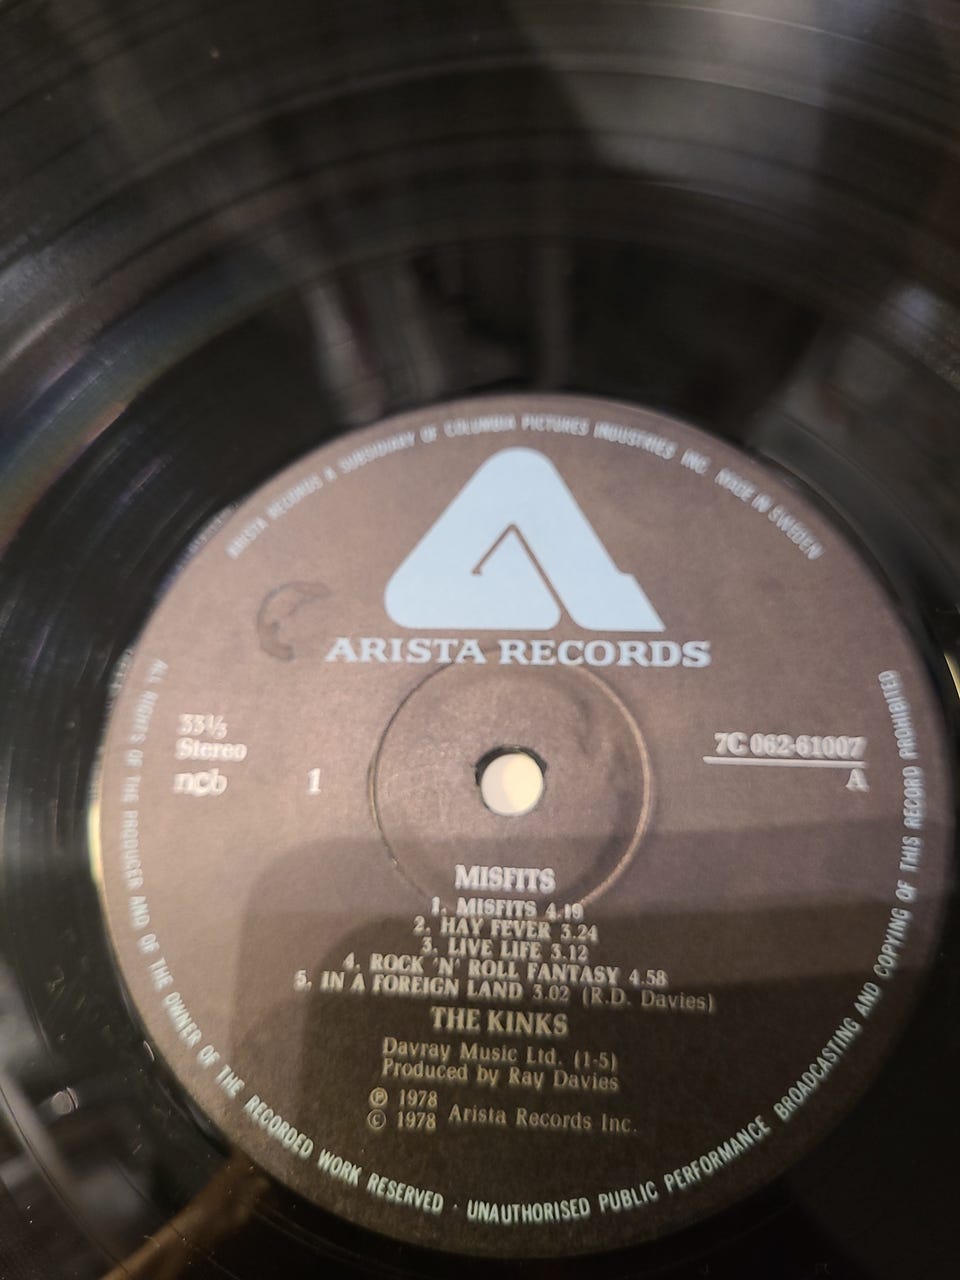 ARISTA RECORDS A SUBSIDIARY OF COLUMBIA PICTURES INDUSTRIES INC. MADE IN SWEDEN
ARISTA RECORDS
33⅓
Stereo
ncb
1
7C 062-61007
A
MISFITS
1. MISFITS 4.19
2. HAY FEVER 3.24
3. LIVE LIFE 3.12
4. ROCK 'N' ROLL FANTASY 4.58
5. IN A FOREIGN LAND 3.02 (R.D. Davies)
THE KINKS
Davray Music Ltd. (1-5)
Produced by Ray Davies
℗ 1978
© 1978 Arista Records Inc.
ALL RIGHTS OF THE PRODUCER AND OF THE OWNER OF THE RECORDED WORK RESERVED · UNAUTHORISED PUBLIC PERFORMANCE BROADCASTING AND COPYING OF THIS RECORD PROHIBITED